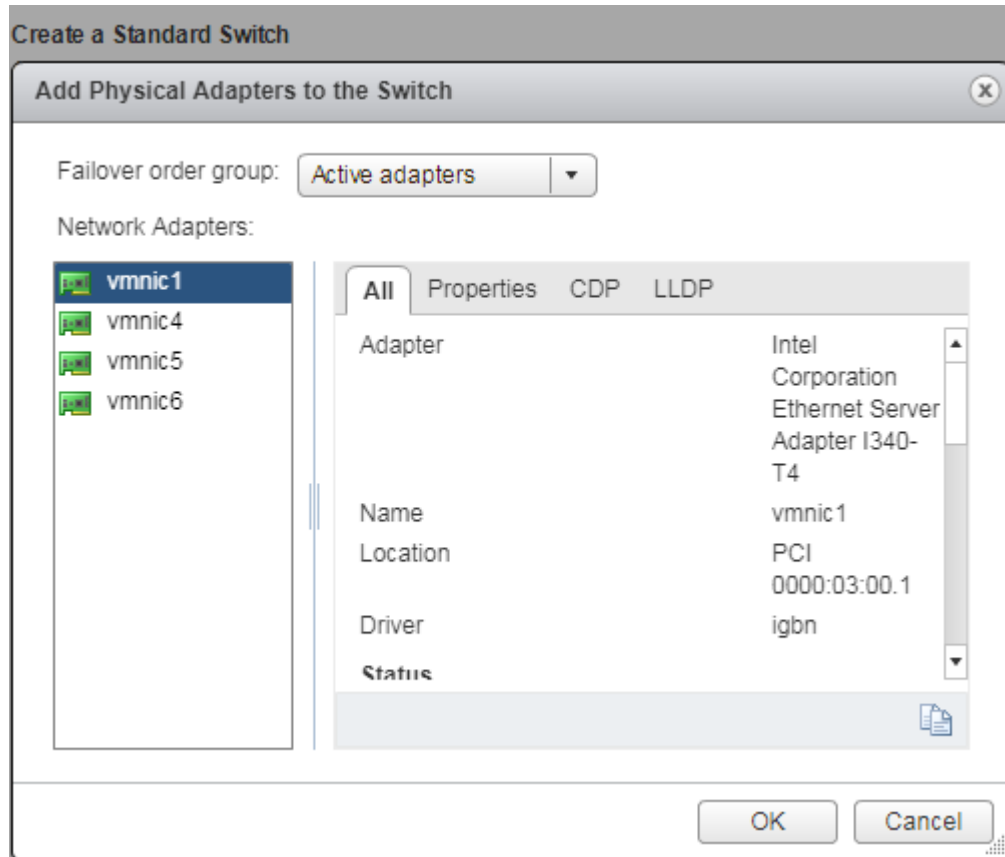 Create a Standard Switch
Add Physical Adapters to the Switch
Failover order group:
Active adapters
Network Adapters:
vmnic1
vmnic4
vmnic5
vmnic6
All
Properties
CDP
LLDP
Adapter
Intel
Corporation
Ethernet Server
Adapter I340-
T4
Name
vmnic1
Location
PCI
0000:03:00.1
Driver
igbn
Status
OK
Cancel